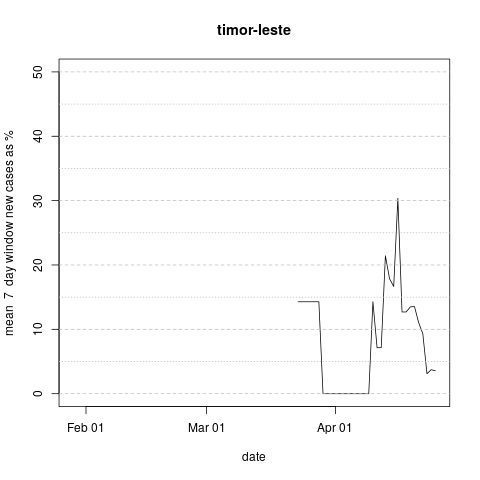 timor-leste
mean 7 day window new cases as %
50
40
30
20
10
0
Feb 01
Mar 01
Apr 01
date